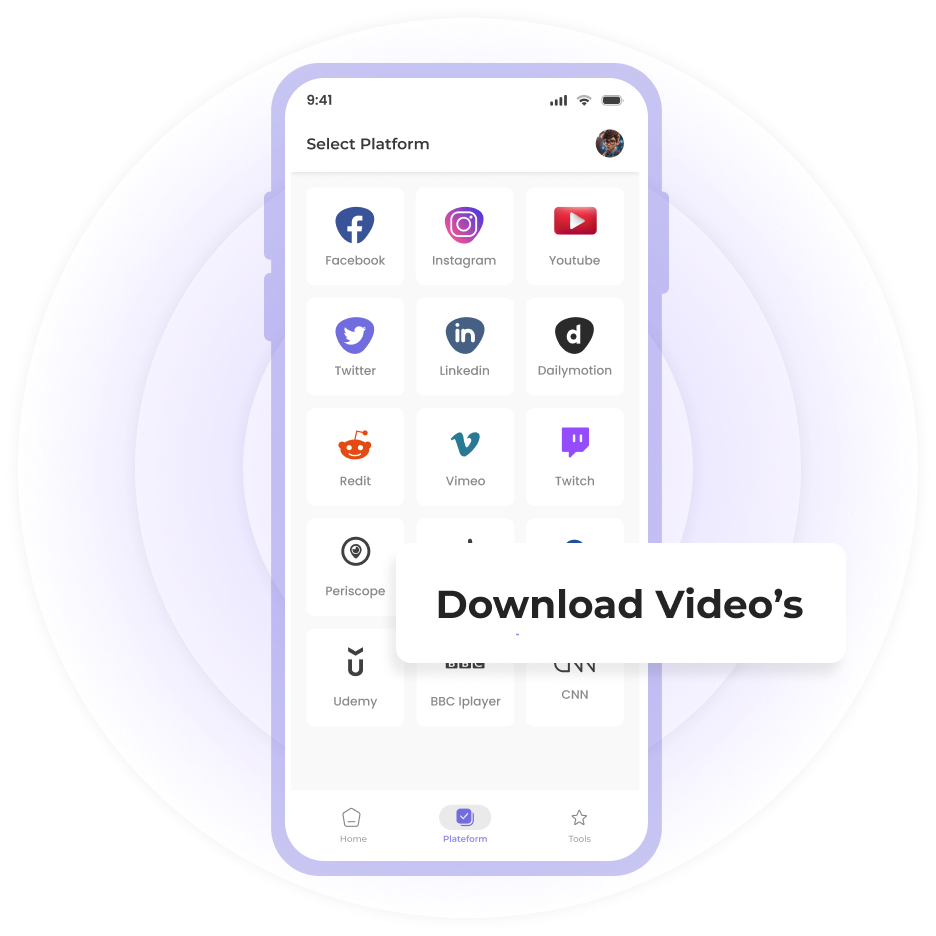 9:41
Select Platform
Facebook
Instagram
Youtube
Twitter
Linkedin
Dailymotion
Redit
Vimeo
Twitch
Periscope
Download Video’s
Udemy
BBC Iplayer
CNN
CNN
Home
Plateform
Tools